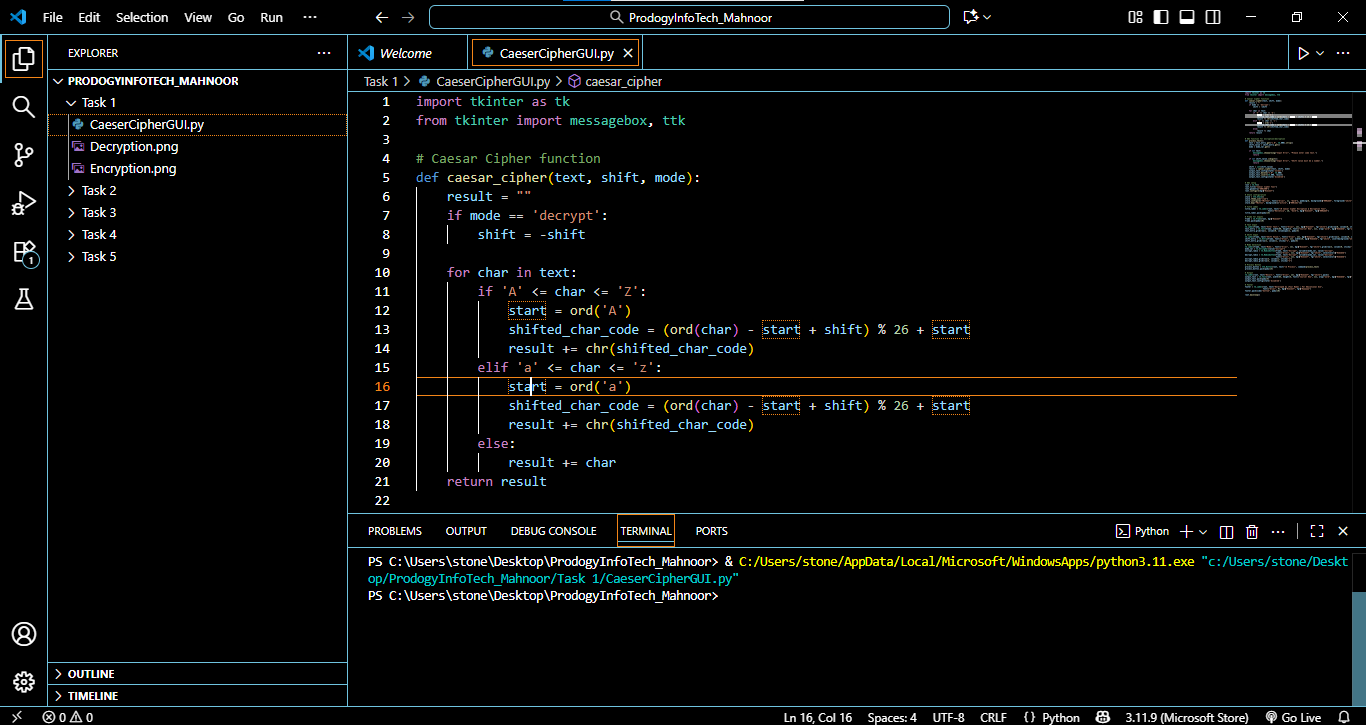 File Edit Selection View Go Run ···
ProdogyInfoTech_Mahnoor
EXPLORER ···
PRODOGYINFOTECH_MAHNOOR
Task 1
CaeserCipherGUI.py
Decryption.png
Encryption.png
Task 2
Task 3
Task 4
Task 5
1
OUTLINE
TIMELINE
Welcome CaeserCipherGUI.py
Task 1 > CaeserCipherGUI.py > caesar_cipher
1 import tkinter as tk
2 from tkinter import messagebox, ttk
3
4 # Caesar Cipher function
5 def caesar_cipher(text, shift, mode):
6 result = ""
7 if mode == 'decrypt':
8 shift = -shift
9
10 for char in text:
11 if 'A' <= char <= 'Z':
12 start = ord('A')
13 shifted_char_code = (ord(char) - start + shift) % 26 + start
14 result += chr(shifted_char_code)
15 elif 'a' <= char <= 'z':
16 start = ord('a')
17 shifted_char_code = (ord(char) - start + shift) % 26 + start
18 result += chr(shifted_char_code)
19 else:
20 result += char
21 return result
22
PROBLEMS OUTPUT DEBUG CONSOLE TERMINAL PORTS Python
PS C:\Users\stone\Desktop\ProdogyInfoTech_Mahnoor> & C:/Users/stone/AppData/Local/Microsoft/WindowsApps/python3.11.exe "c:/Users/stone/Deskt
op/ProdogyInfoTech_Mahnoor/Task 1/CaeserCipherGUI.py"
PS C:\Users\stone\Desktop\ProdogyInfoTech_Mahnoor>
0 0 Ln 16, Col 16 Spaces: 4 UTF-8 CRLF {} Python 3.11.9 (Microsoft Store) Go Live